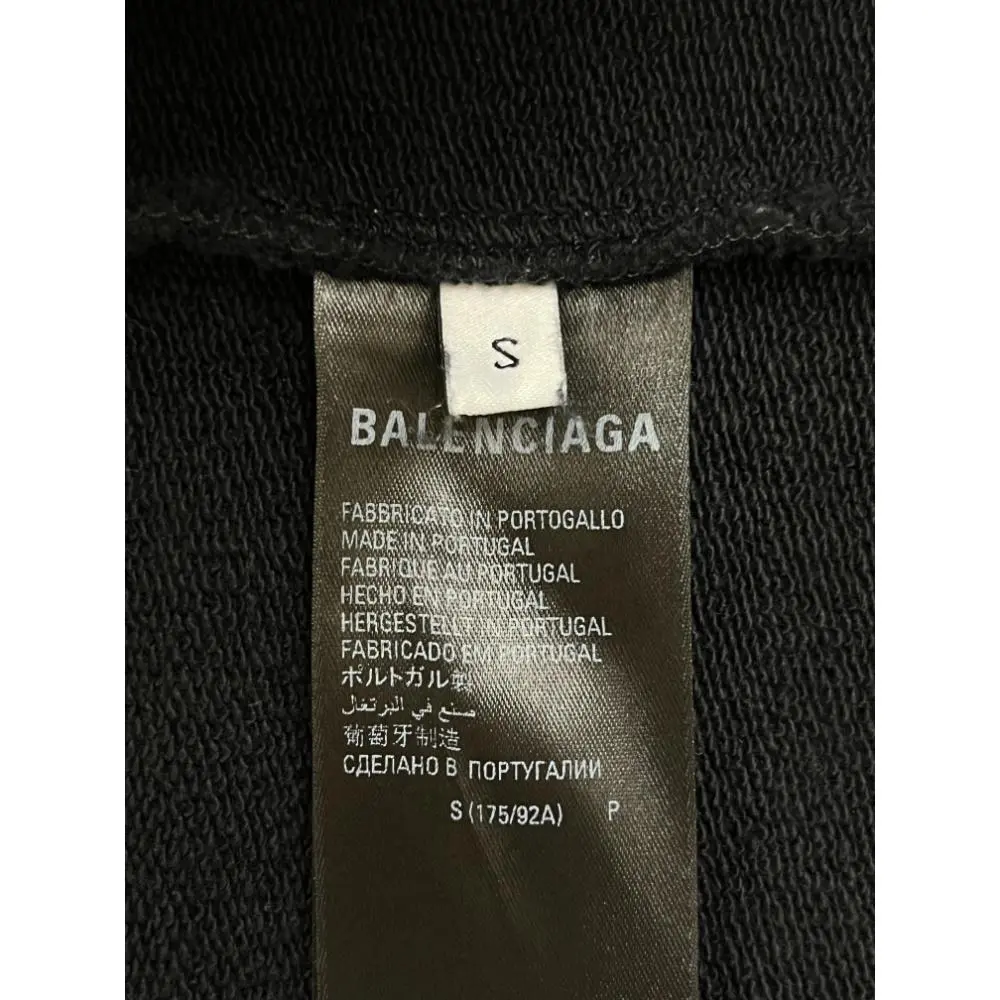 S
BALENCIAGA
FABBRICATO IN PORTOGALLO
MADE IN PORTUGAL
FABRIQUE AU PORTUGAL
HECHO EN PORTUGAL
HERGESTELLT IN PORTUGAL
FABRICADO EM PORTUGAL
ポルトガル製
صنع في البرتغال
葡萄牙制造
СДЕЛАНО В ПОРТУГАЛИИ
S (175/92A) P